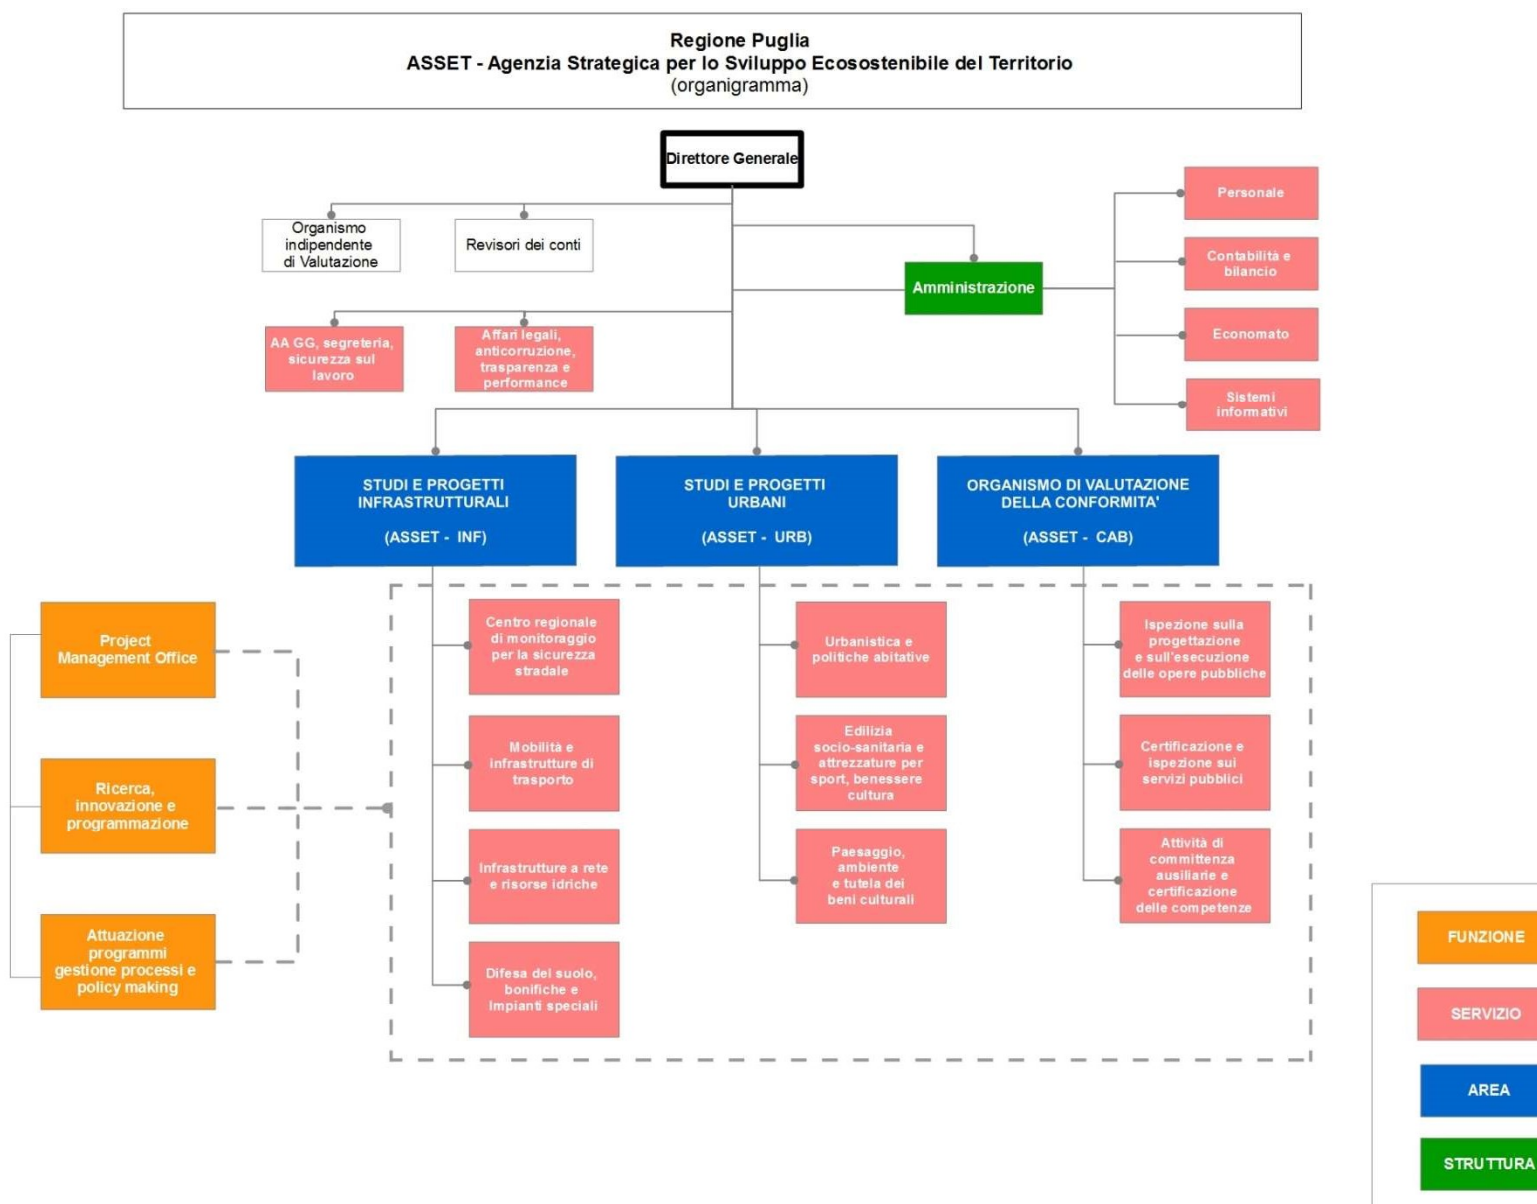 Regione Puglia
ASSET - Agenzia Strategica per lo Sviluppo Ecosostenibile del Territorio
(organigramma)
Direttore Generale
Organismo
indipendente
di Valutazione
Revisori dei conti
Amministrazione
Personale
Contabilità e
bilancio
Economato
Sistemi
informativi
AA GG, segreteria,
sicurezza sul
lavoro
Affari legali,
anticorruzione,
trasparenza e
performance
STUDI E PROGETTI
INFRASTRUTTURALI
(ASSET - INF)
STUDI E PROGETTI
URBANI
(ASSET - URB)
ORGANISMO DI VALUTAZIONE
DELLA CONFORMITA'
(ASSET - CAB)
Project
Management Office
Ricerca,
innovazione e
programmazione
Attuazione
programmi
gestione processi e
policy making
Centro regionale
di monitoraggio
per la sicurezza
stradale
Mobilità e
infrastrutture di
trasporto
Infrastrutture a rete
e risorse idriche
Difesa del suolo,
bonifiche e
Impianti speciali
Urbanistica e
politiche abitative
Edilizia
socio-sanitaria e
attrezzature per
sport, benessere
cultura
Paesaggio,
ambiente
e tutela dei
beni culturali
Ispezione sulla
progettazione
e sull'esecuzione
delle opere pubbliche
Certificazione e
ispezione sui
servizi pubblici
Attività di
committenza
ausiliarie e
certificazione
delle competenze
FUNZIONE
SERVIZIO
AREA
STRUTTURA